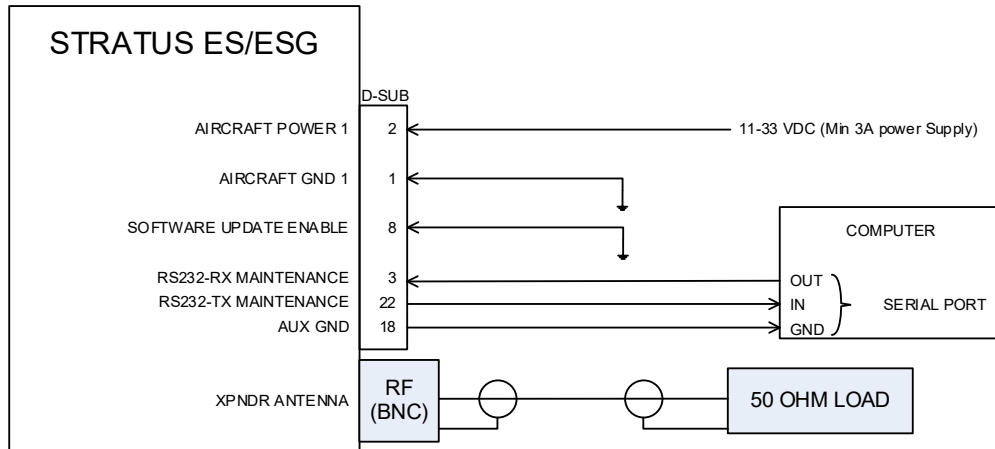 STRATUS ES/ESG
D-SUB
AIRCRAFT POWER 1 2 11-33 VDC (Min 3A power Supply)
AIRCRAFT GND 1 1
SOFTWARE UPDATE ENABLE 8
COMPUTER
RS232-RX MAINTENANCE 3 OUT
RS232-TX MAINTENANCE 22 IN SERIAL PORT
AUX GND 18 GND
XPNDR ANTENNA RF (BNC) 50 OHM LOAD